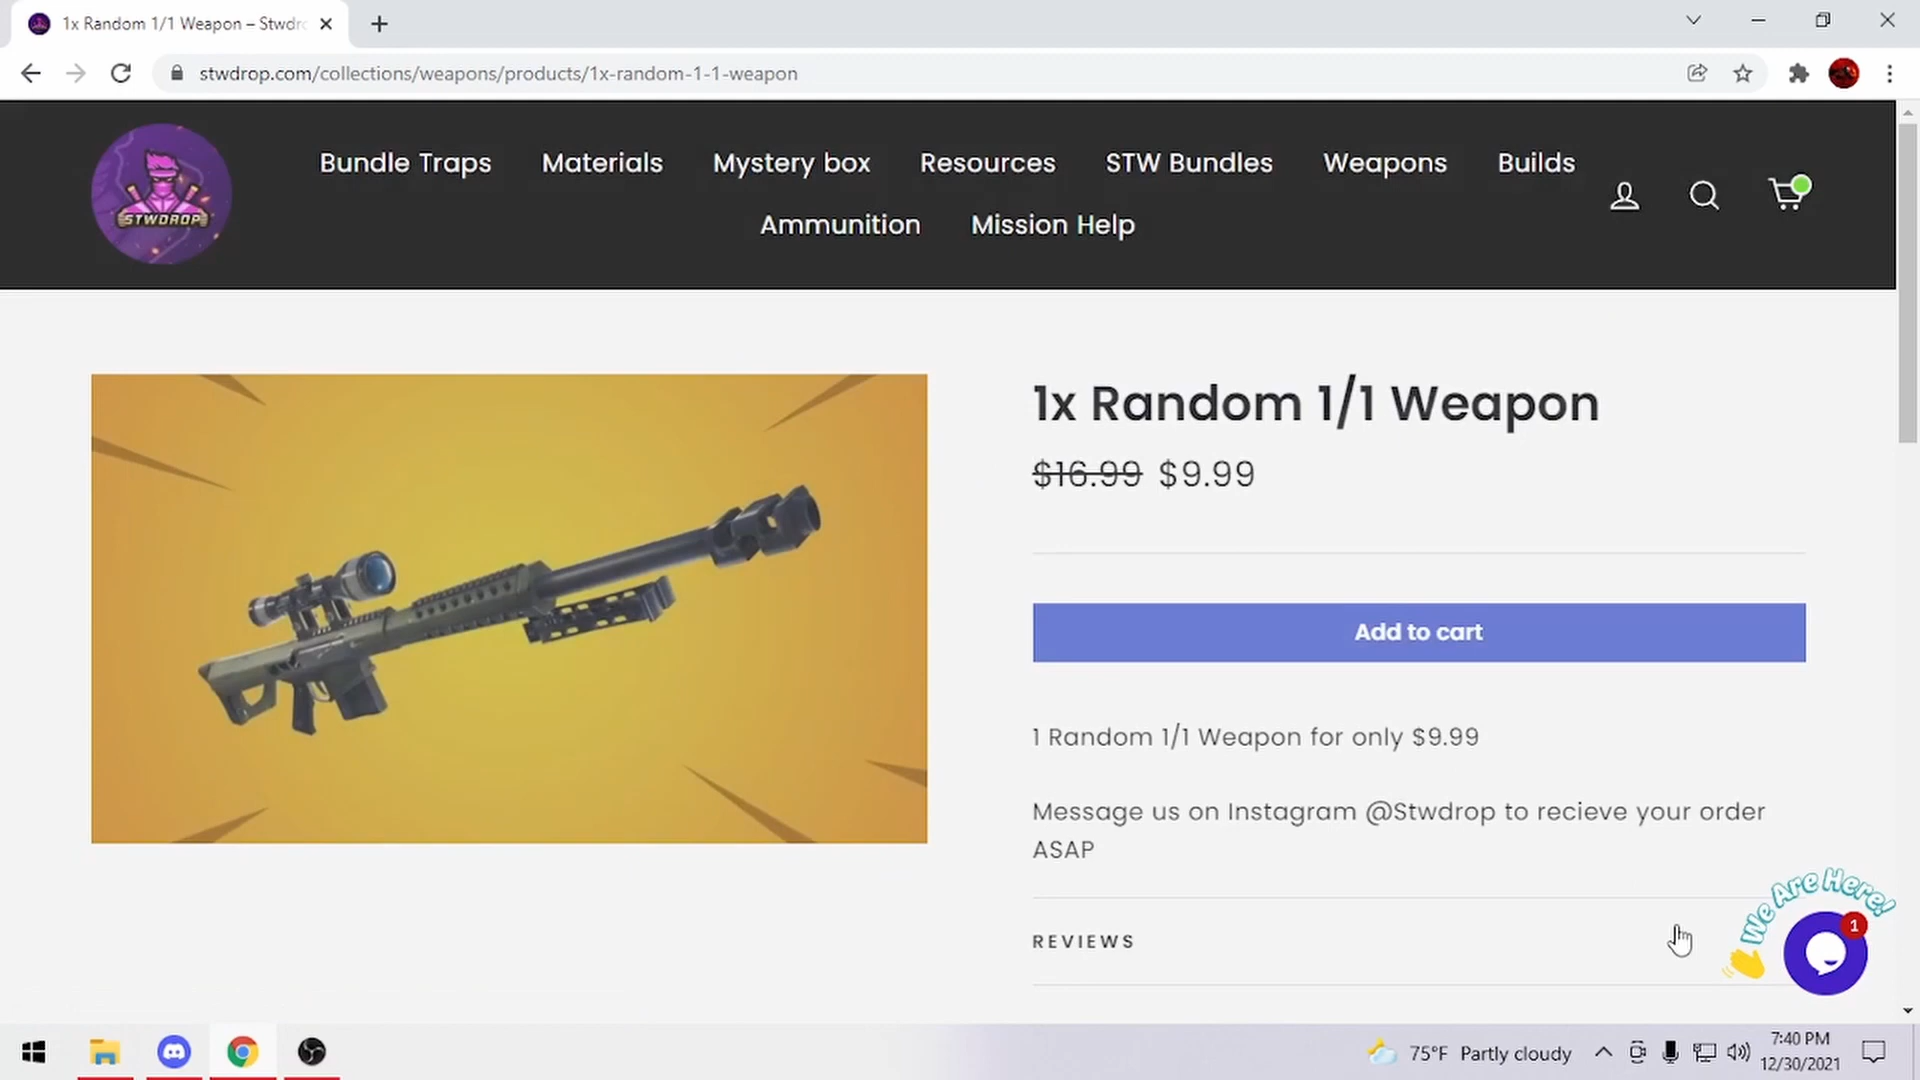 1x Random 1/1 Weapon – Stwdr
stwdrop.com/collections/weapons/products/1x-random-1-1-weapon
STWDROP
Bundle Traps Materials Mystery box Resources STW Bundles Weapons Builds
Ammunition Mission Help
1x Random 1/1 Weapon
$16.99 $9.99
Add to cart
1 Random 1/1 Weapon for only $9.99
Message us on Instagram @Stwdrop to recieve your order
ASAP
We Are Here!
1
REVIEWS
75°F Partly cloudy
7:40 PM
12/30/2021